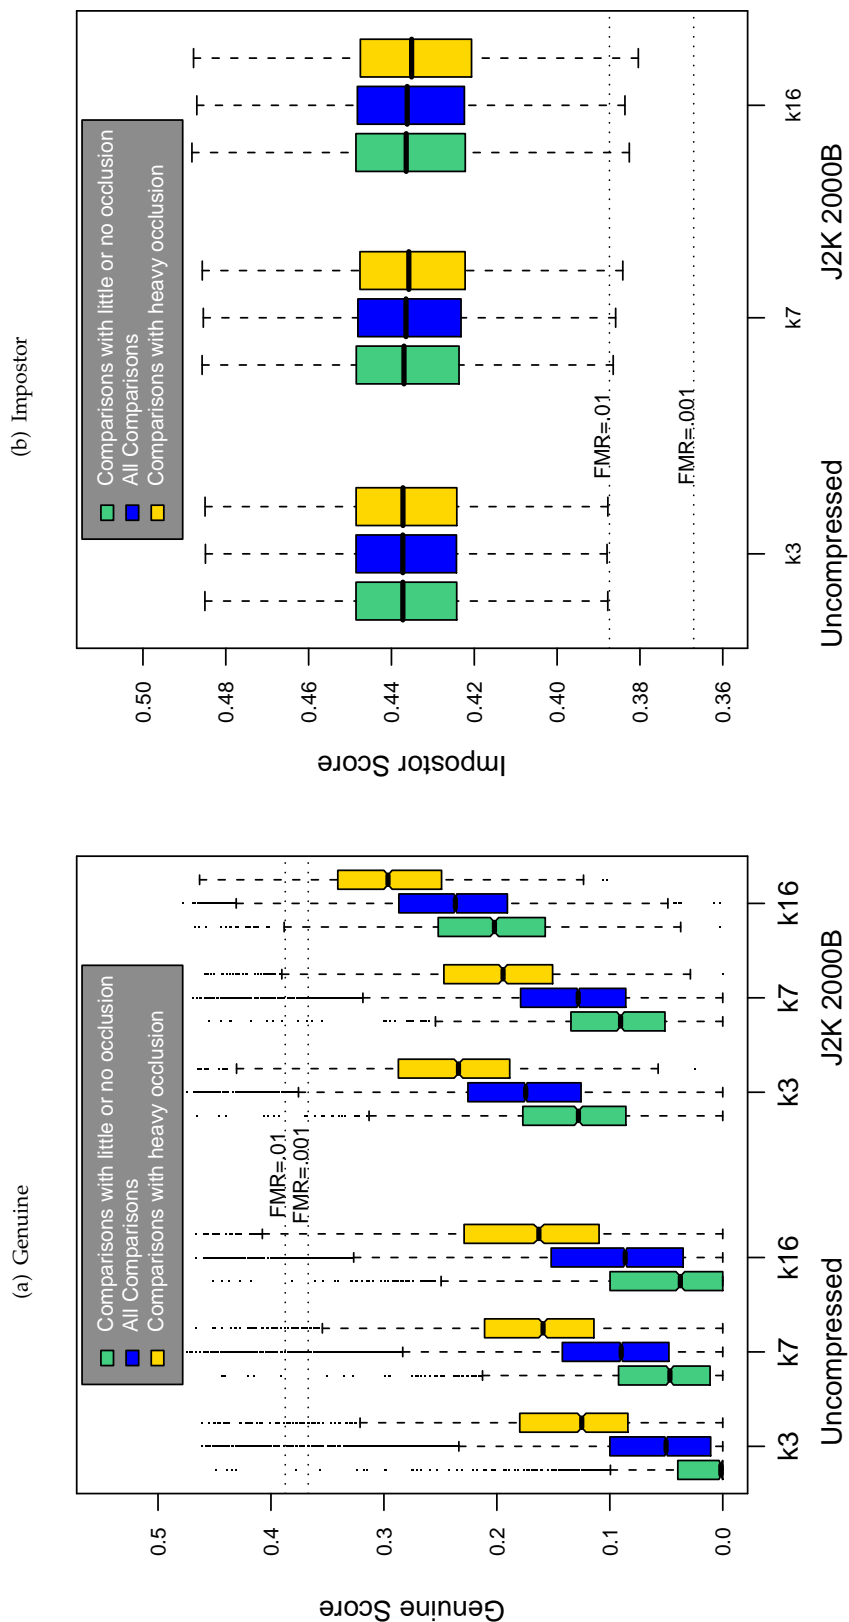 (a) Genuine
Genuine Score
0.0
0.1
0.2
0.3
0.4
0.5
Comparisons with little or no occlusion
All Comparisons
Comparisons with heavy occlusion
FMR=.01
FMR=.001
k3
k7
k16
k3
k7
k16
Uncompressed
J2K 2000B
(b) Impostor
Impostor Score
0.36
0.38
0.40
0.42
0.44
0.46
0.48
0.50
Comparisons with little or no occlusion
All Comparisons
Comparisons with heavy occlusion
FMR=.01
FMR=.001
k3
k7
k16
Uncompressed
J2K 2000B